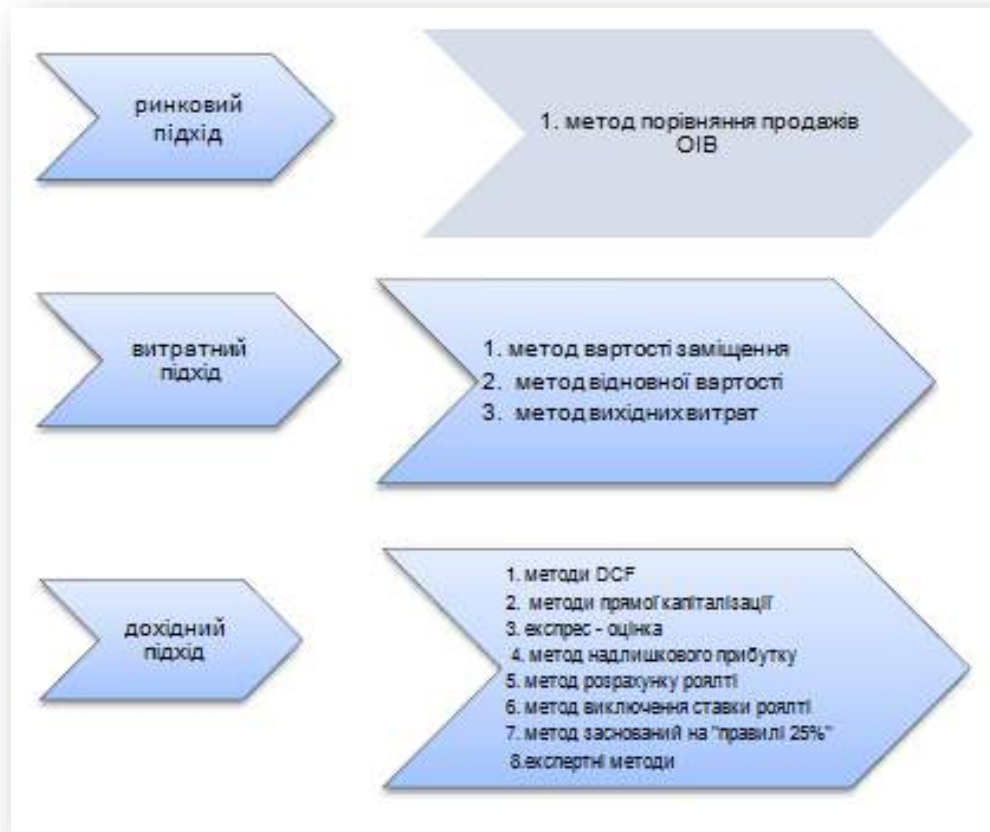 ринковий
підхід
1. метод порівняння продажів
ОІВ
витратний
підхід
1. метод вартості заміщення
2. метод відновної вартості
3. метод вихідних витрат
дохідний
підхід
1. методи DCF
2. методи прямої капіталізації
3. експрес - оцінка
4. метод надлишкового прибутку
5. метод розрахунку роялті
6. метод виключення ставки роялті
7. метод заснований на "правилі 25%"
8.експертні методи